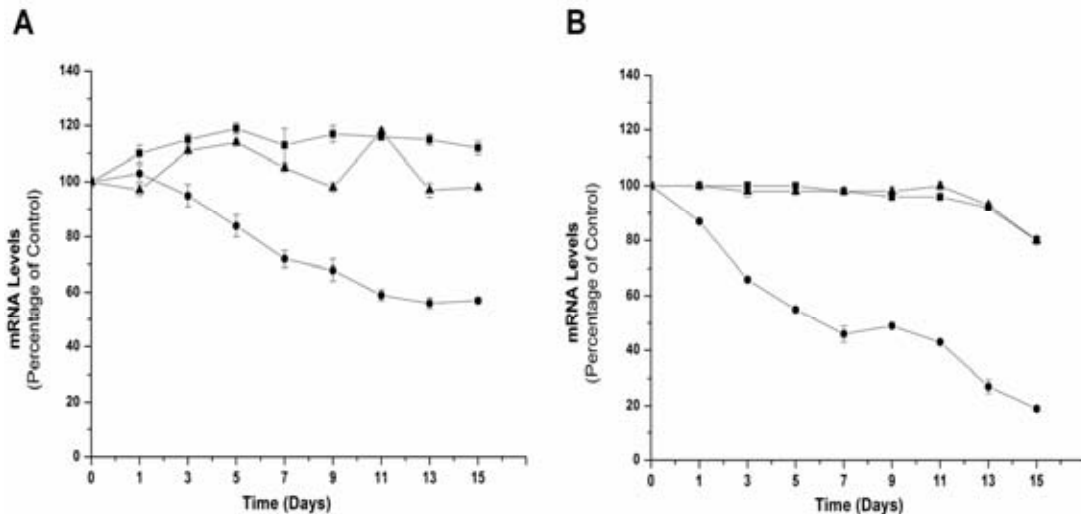 A
140
120
100
80
60
40
20
0
mRNA Levels
(Percentage of Control)
0 1 3 5 7 9 11 13 15
Time (Days)
B
140
120
100
80
60
40
20
0
mRNA Levels
(Percentage of Control)
0 1 3 5 7 9 11 13 15
Time (Days)